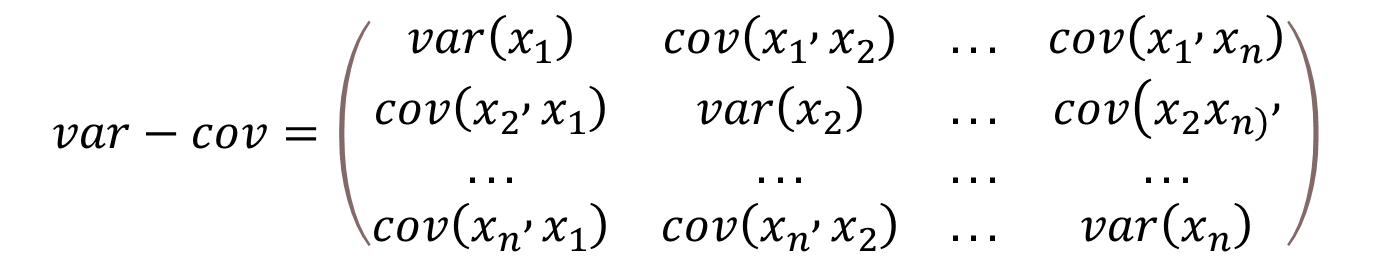 var(x₁) cov(x₁, x₂) … cov(x₁, xₙ)
cov(x₂, x₁) var(x₂) … cov(x₂xₙ),
var − cov =
… … … …
cov(xₙ, x₁) cov(xₙ, x₂) … var(xₙ)